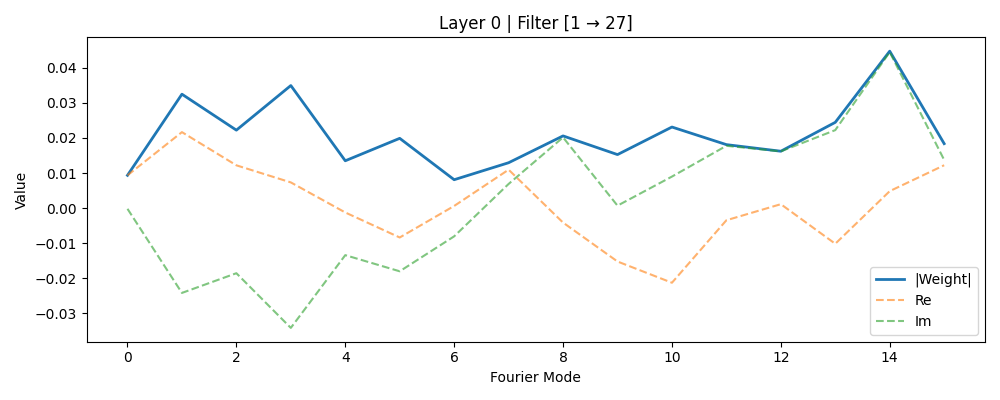 Layer 0 | Filter [1 → 27]
0.04
0.03
0.02
0.01
0.00
−0.01
−0.02
−0.03
Value
0 2 4 6 8 10 12 14
Fourier Mode
|Weight|
Re
Im